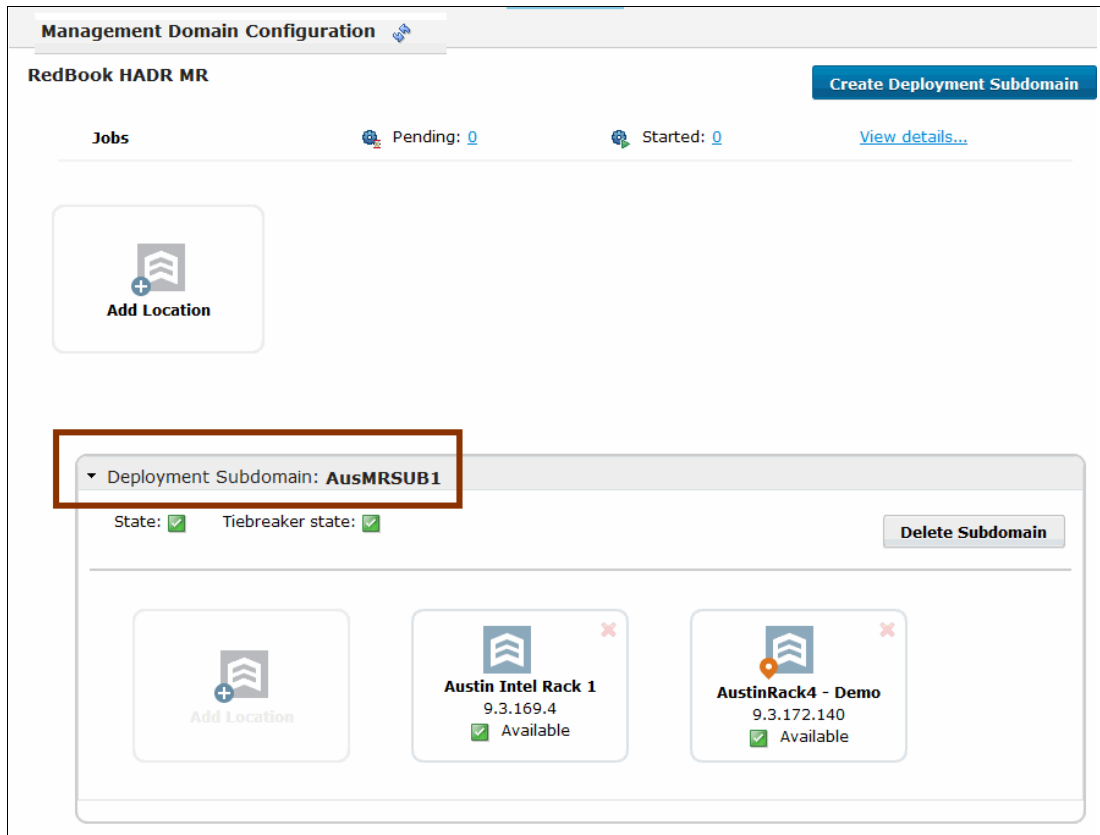 Management Domain Configuration
RedBook HADR MR
Create Deployment Subdomain
Jobs Pending: 0 Started: 0 View details...
Add Location
Deployment Subdomain: AusMRSUB1
State: Tiebreaker state:
Delete Subdomain
Add Location
Austin Intel Rack 1
9.3.169.4
Available
AustinRack4 - Demo
9.3.172.140
Available